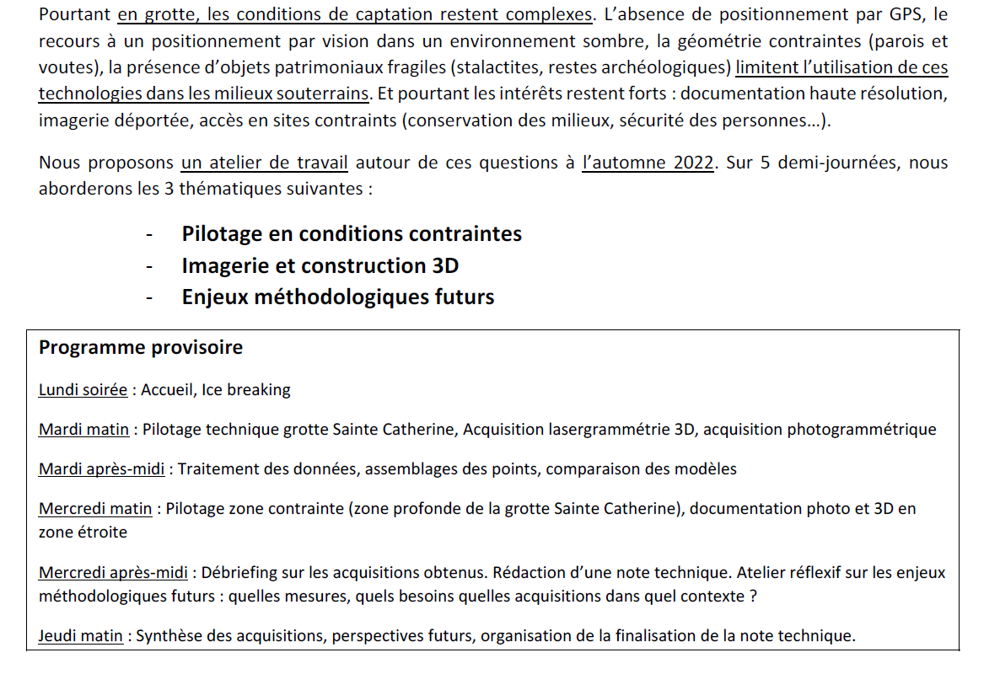 Pourtant en grotte, les conditions de captation restent complexes. L’absence de positionnement par GPS, le
recours à un positionnement par vision dans un environnement sombre, la géométrie contraintes (parois et
voutes), la présence d’objets patrimoniaux fragiles (stalactites, restes archéologiques) limitent l’utilisation de ces
technologies dans les milieux souterrains. Et pourtant les intérêts restent forts : documentation haute résolution,
imagerie déportée, accès en sites contraints (conservation des milieux, sécurité des personnes…).
Nous proposons un atelier de travail autour de ces questions à l’automne 2022. Sur 5 demi-journées, nous
aborderons les 3 thématiques suivantes :
- Pilotage en conditions contraintes
- Imagerie et construction 3D
- Enjeux méthodologiques futurs
Programme provisoire
Lundi soirée : Accueil, Ice breaking
Mardi matin : Pilotage technique grotte Sainte Catherine, Acquisition lasergrammétrie 3D, acquisition photogrammétrique
Mardi après-midi : Traitement des données, assemblages des points, comparaison des modèles
Mercredi matin : Pilotage zone contrainte (zone profonde de la grotte Sainte Catherine), documentation photo et 3D en
zone étroite
Mercredi après-midi : Débriefing sur les acquisitions obtenus. Rédaction d’une note technique. Atelier réflexif sur les enjeux
méthodologiques futurs : quelles mesures, quels besoins quelles acquisitions dans quel contexte ?
Jeudi matin : Synthèse des acquisitions, perspectives futurs, organisation de la finalisation de la note technique.